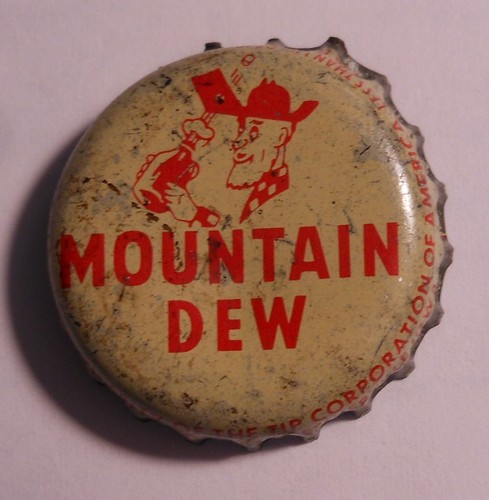 MOUNTAIN
DEW
THE TIP CORPORATION OF AMERICA